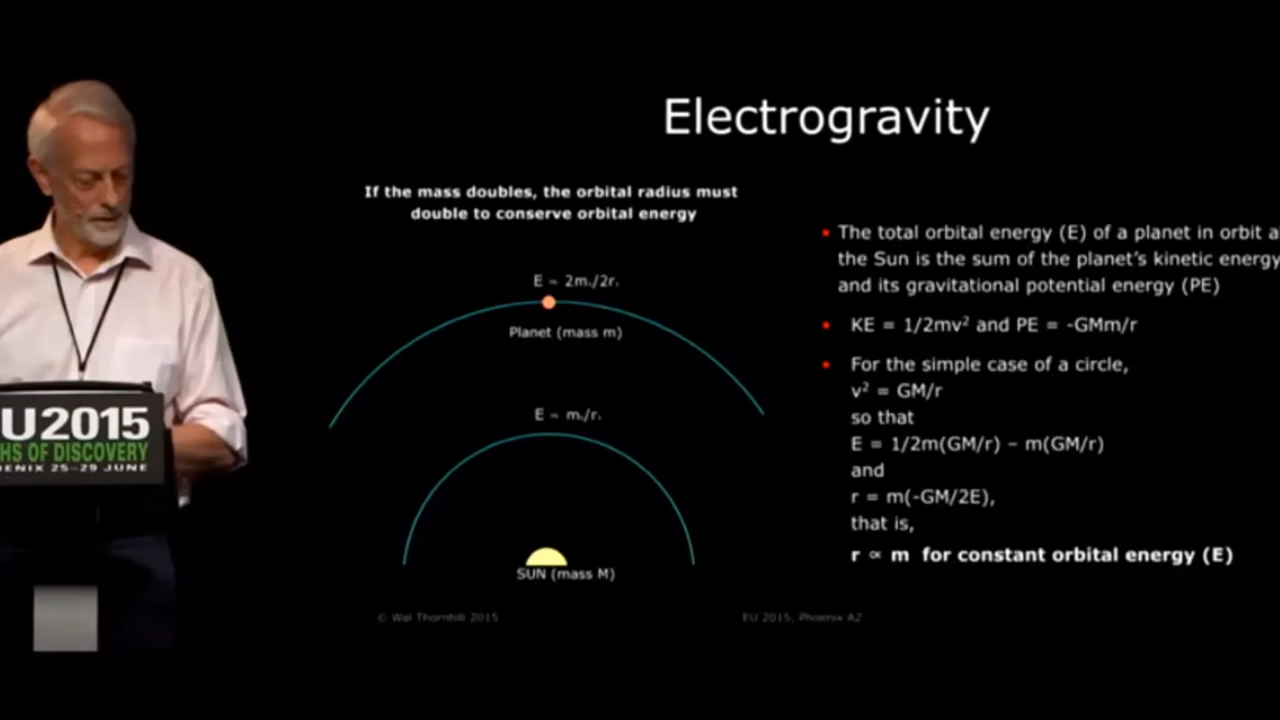 Electrogravity
If the mass doubles, the orbital radius must
double to conserve orbital energy
E = 2m./2r.
Planet (mass m)
E = m./r.
SUN (mass M)
© Wal Thornhill 2015
EU 2015, Phoenix AZ
• The total orbital energy (E) of a planet in orbit a
the Sun is the sum of the planet's kinetic energy
and its gravitational potential energy (PE)
• KE = 1/2mv² and PE = -GMm/r
• For the simple case of a circle,
v² = GM/r
so that
E = 1/2m(GM/r) – m(GM/r)
and
r = m(-GM/2E),
that is,
r ∝ m for constant orbital energy (E)
U2015
HS OF DISCOVERY
ENIX 25-29 JUNE